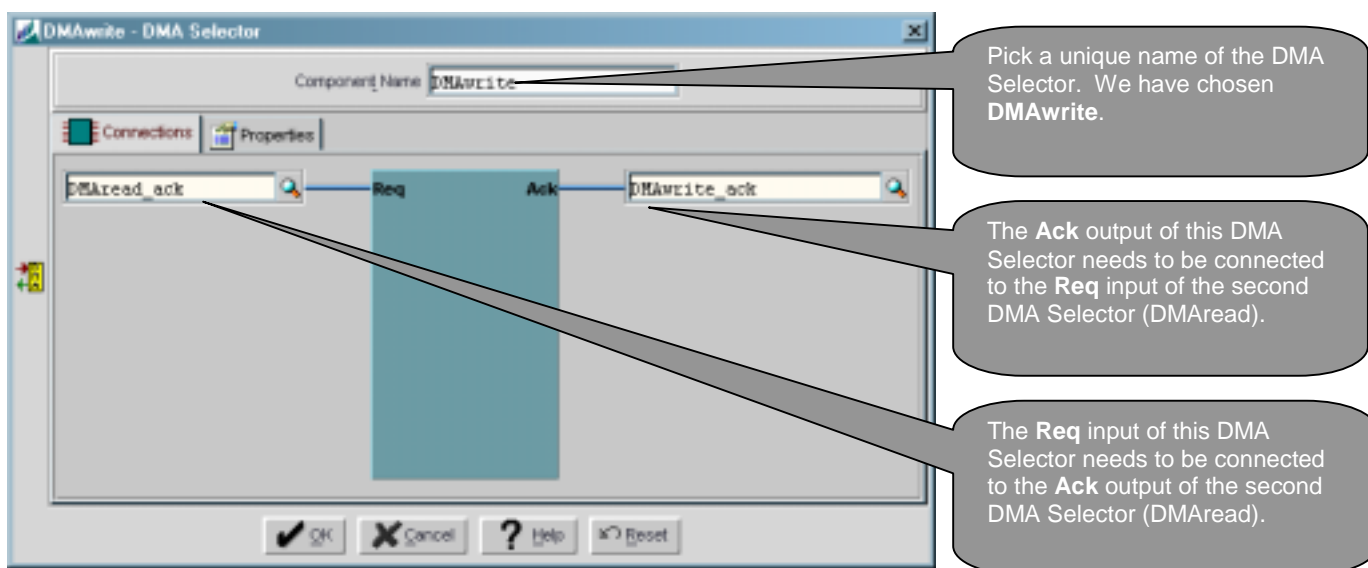 DMAwrite - DMA Selector
Component Name DMAwrite
Connections Properties
DMAread_ack Req Ack DMAwrite_ack
OK Cancel ? Help Reset
Pick a unique name of the DMA
Selector. We have chosen
DMAwrite.
The Ack output of this DMA
Selector needs to be connected
to the Req input of the second
DMA Selector (DMAread).
The Req input of this DMA
Selector needs to be connected
to the Ack output of the second
DMA Selector (DMAread).